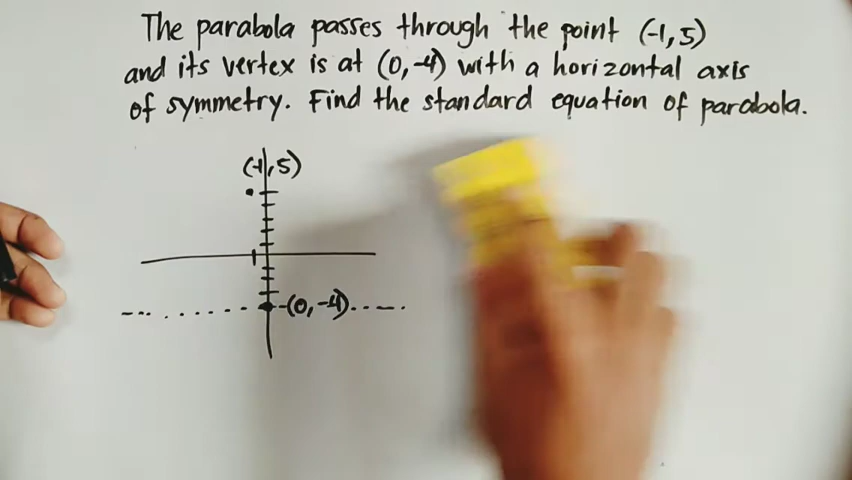 The parabola passes through the point (-1,5)
and its vertex is at (0,-4) with a horizontal axis
of symmetry. Find the standard equation of parabola.
(-1,5)
(0,-4)